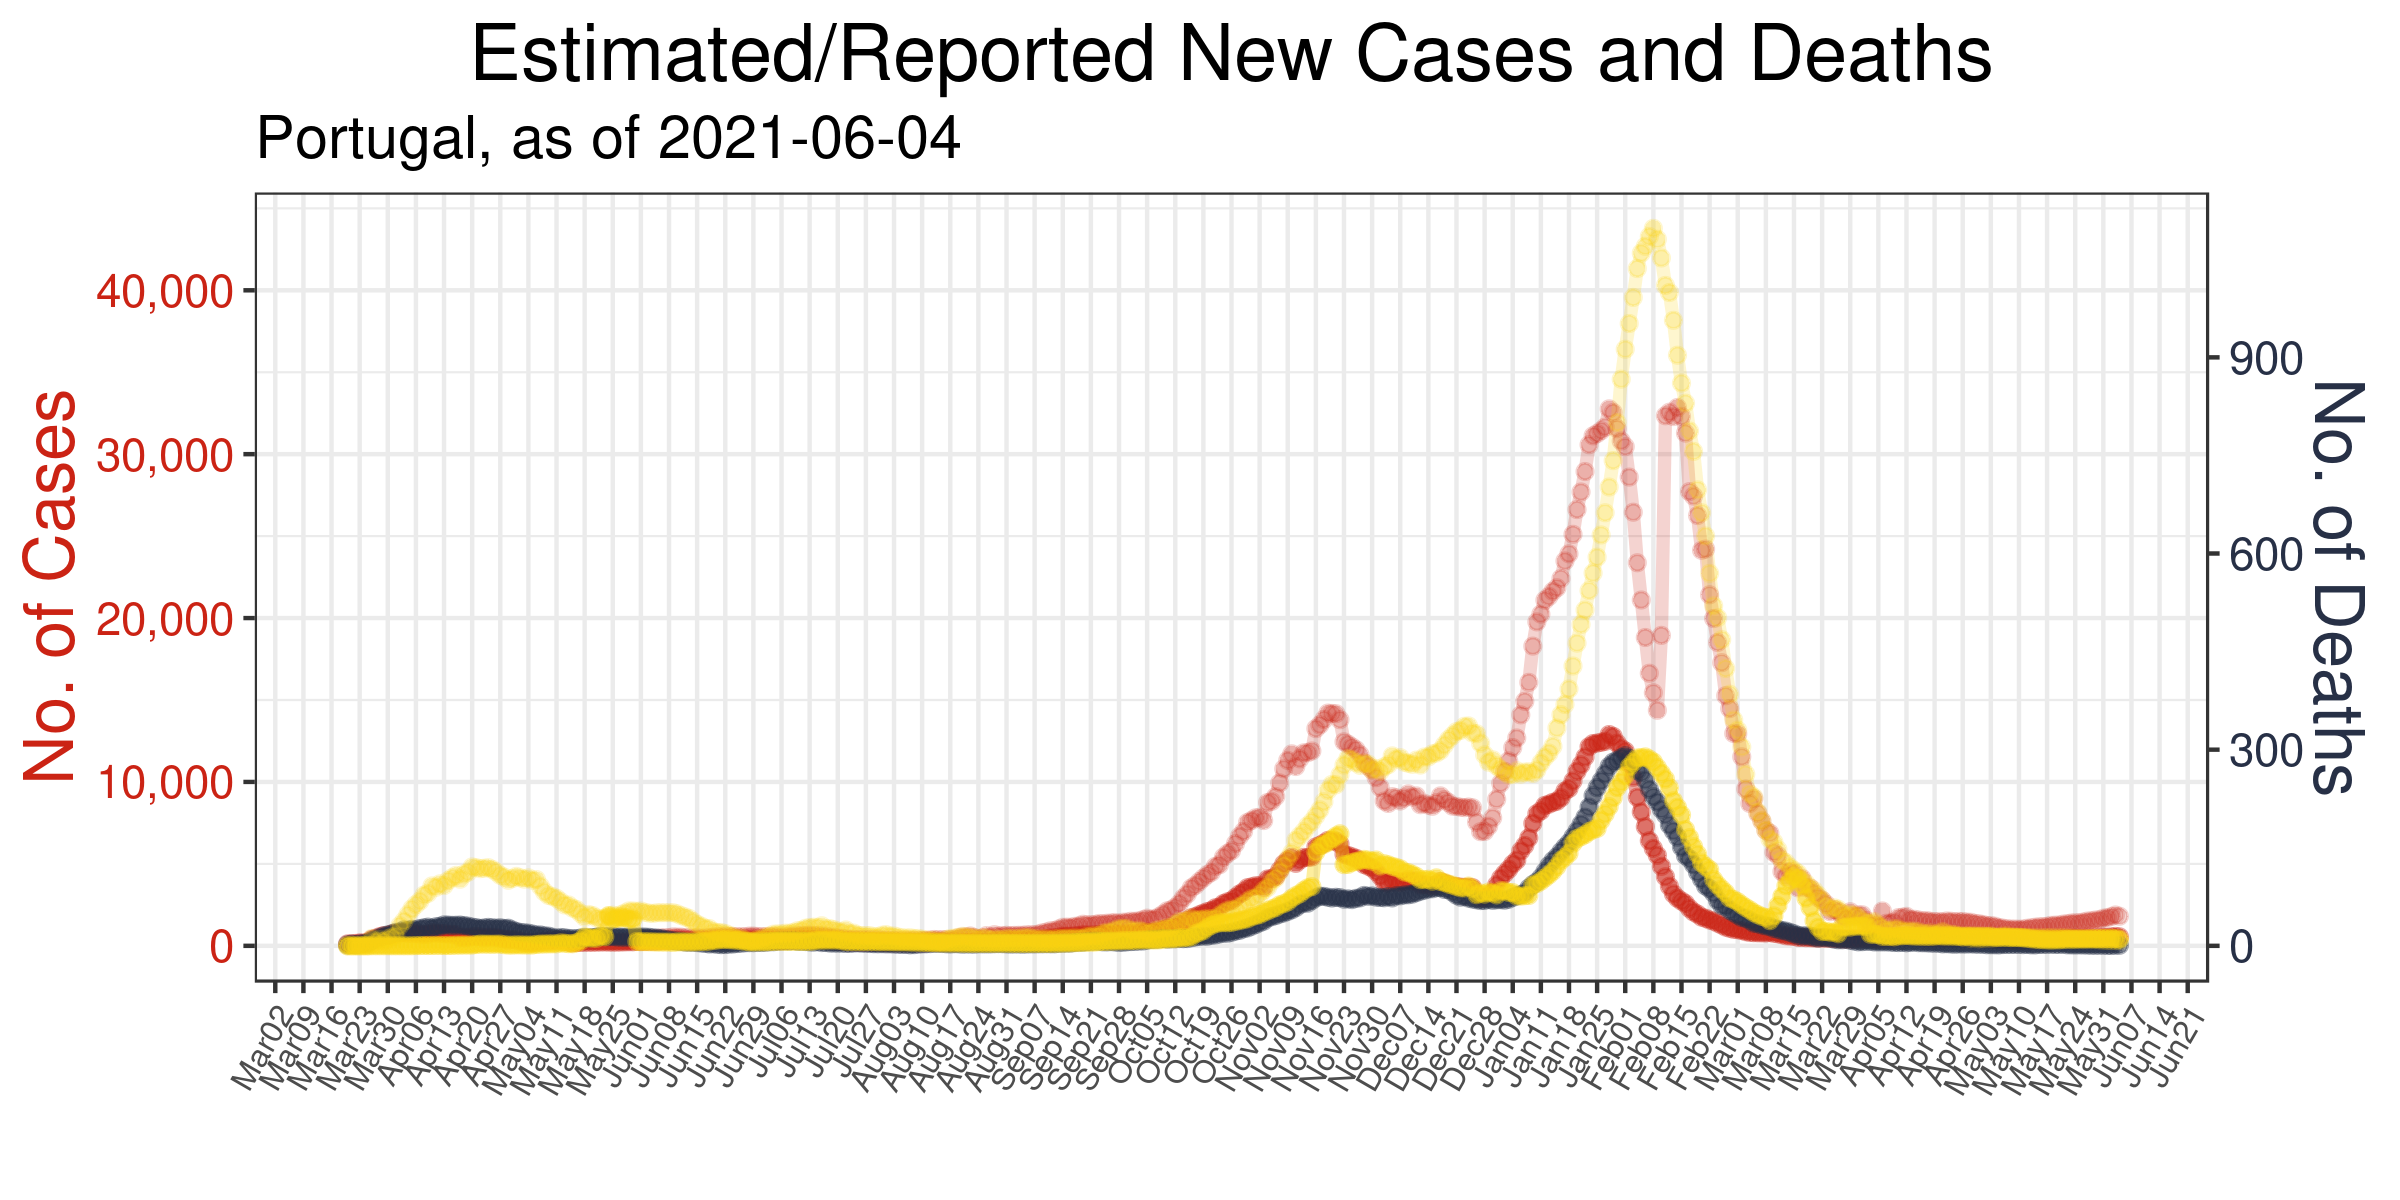 Estimated/Reported New Cases and Deaths
Portugal, as of 2021-06-04
No. of Cases
40,000
30,000
20,000
10,000
0
No. of Deaths
900
600
300
0
Mar02
Mar09
Mar16
Mar23
Mar30
Apr06
Apr13
Apr20
Apr27
May04
May11
May18
May25
Jun01
Jun08
Jun15
Jun22
Jun29
Jul06
Jul13
Jul20
Jul27
Aug03
Aug10
Aug17
Aug24
Aug31
Sep07
Sep14
Sep21
Sep28
Oct05
Oct12
Oct19
Oct26
Nov02
Nov09
Nov16
Nov23
Nov30
Dec07
Dec14
Dec21
Dec28
Jan04
Jan11
Jan18
Jan25
Feb01
Feb08
Feb15
Feb22
Mar01
Mar08
Mar15
Mar22
Mar29
Apr05
Apr12
Apr19
Apr26
May03
May10
May17
May24
May31
Jun07
Jun14
Jun21